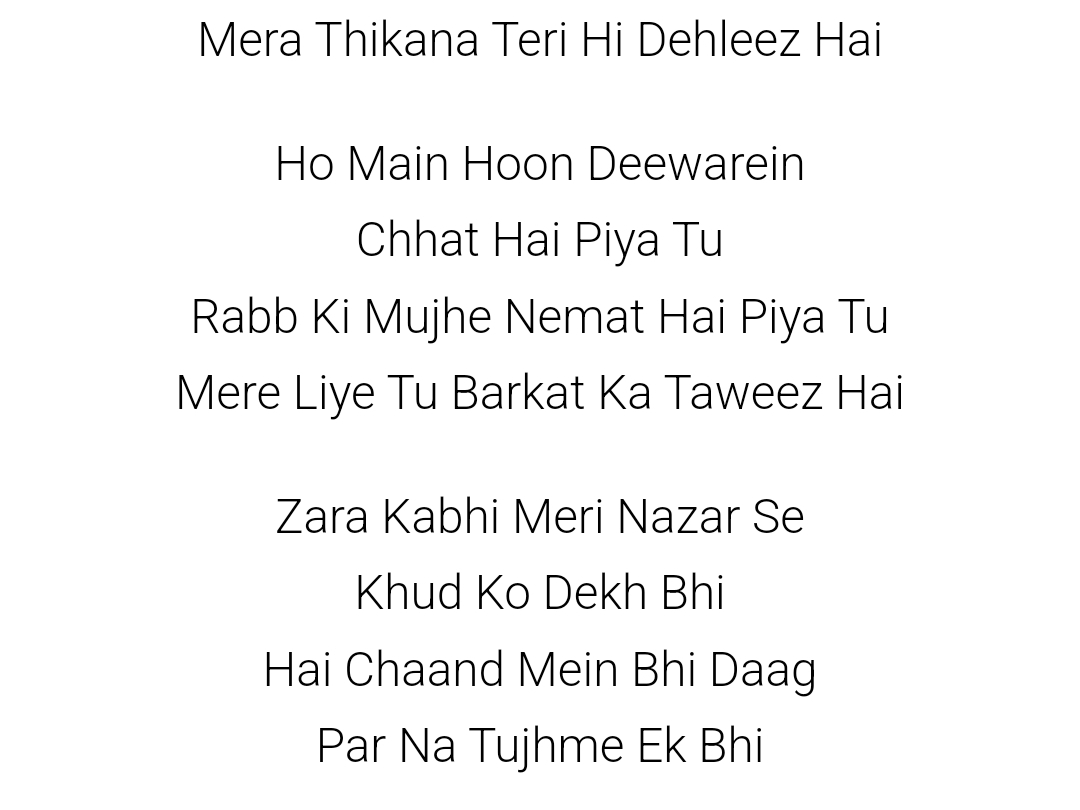 Mera Thikana Teri Hi Dehleez Hai
Ho Main Hoon Deewarein
Chhat Hai Piya Tu
Rabb Ki Mujhe Nemat Hai Piya Tu
Mere Liye Tu Barkat Ka Taweez Hai
Zara Kabhi Meri Nazar Se
Khud Ko Dekh Bhi
Hai Chaand Mein Bhi Daag
Par Na Tujhme Ek Bhi